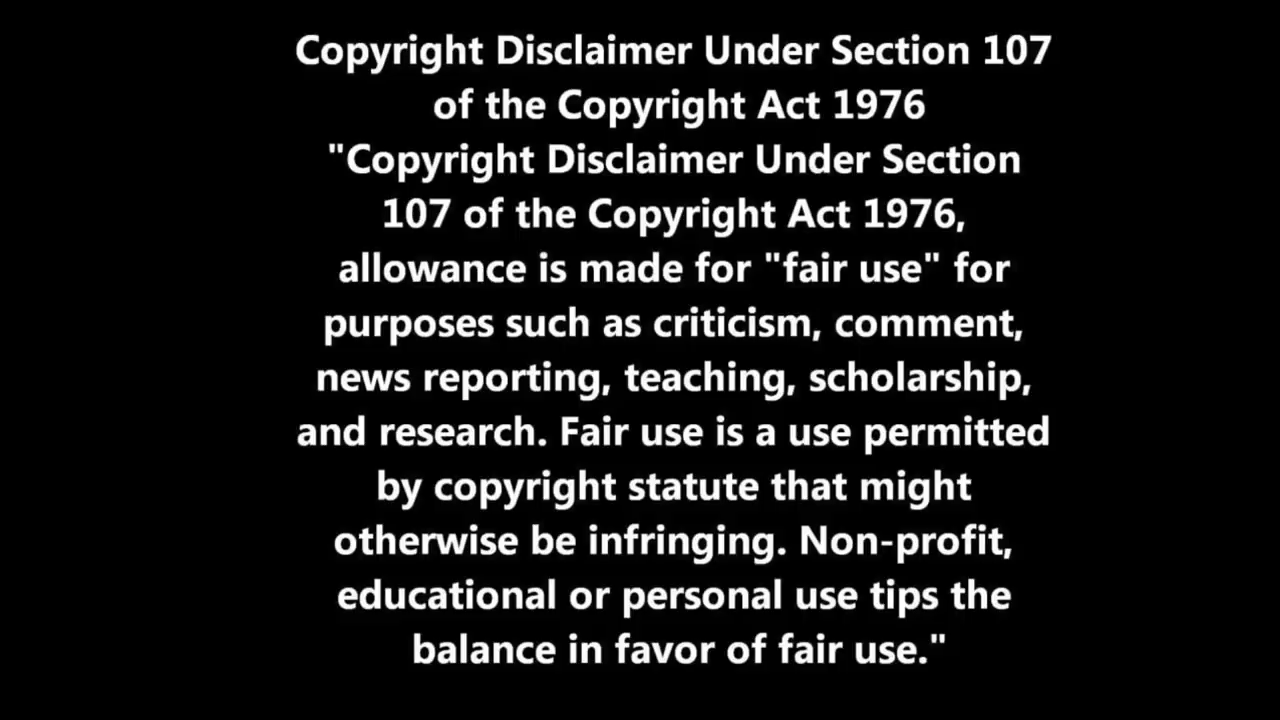 Copyright Disclaimer Under Section 107
of the Copyright Act 1976
"Copyright Disclaimer Under Section
107 of the Copyright Act 1976,
allowance is made for "fair use" for
purposes such as criticism, comment,
news reporting, teaching, scholarship,
and research. Fair use is a use permitted
by copyright statute that might
otherwise be infringing. Non-profit,
educational or personal use tips the
balance in favor of fair use."